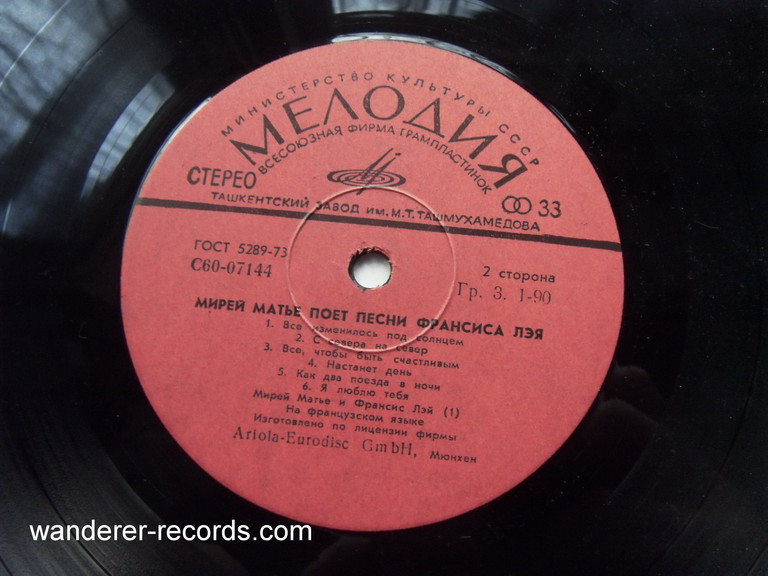 МИНИСТЕРСТВО КУЛЬТУРЫ СССР
МЕЛОДИЯ
ВСЕСОЮЗНАЯ ФИРМА ГРАМПЛАСТИНОК
СТЕРЕО
33
ТАШКЕНТСКИЙ ЗАВОД ИМ. М.Т. ТАШМУХАМЕДОВА
ГОСТ 5289-73
2 сторона
С60-07144
Гр. 3. 1-90
МИРЕЙ МАТЬЕ ПОЕТ ПЕСНИ ФРАНСИСА ЛЭЯ
1. Все изменилось под солнцем
2. С севера на север
3. Все, чтобы быть счастливым
4. Настанет день
5. Как два поезда в ночи
6. Я люблю тебя
Мирей Матье и Франсис Лэй (1)
На французском языке
Изготовлено по лицензии фирмы
Ariola-Eurodisc GmbH, Мюнхен
wanderer-records.com